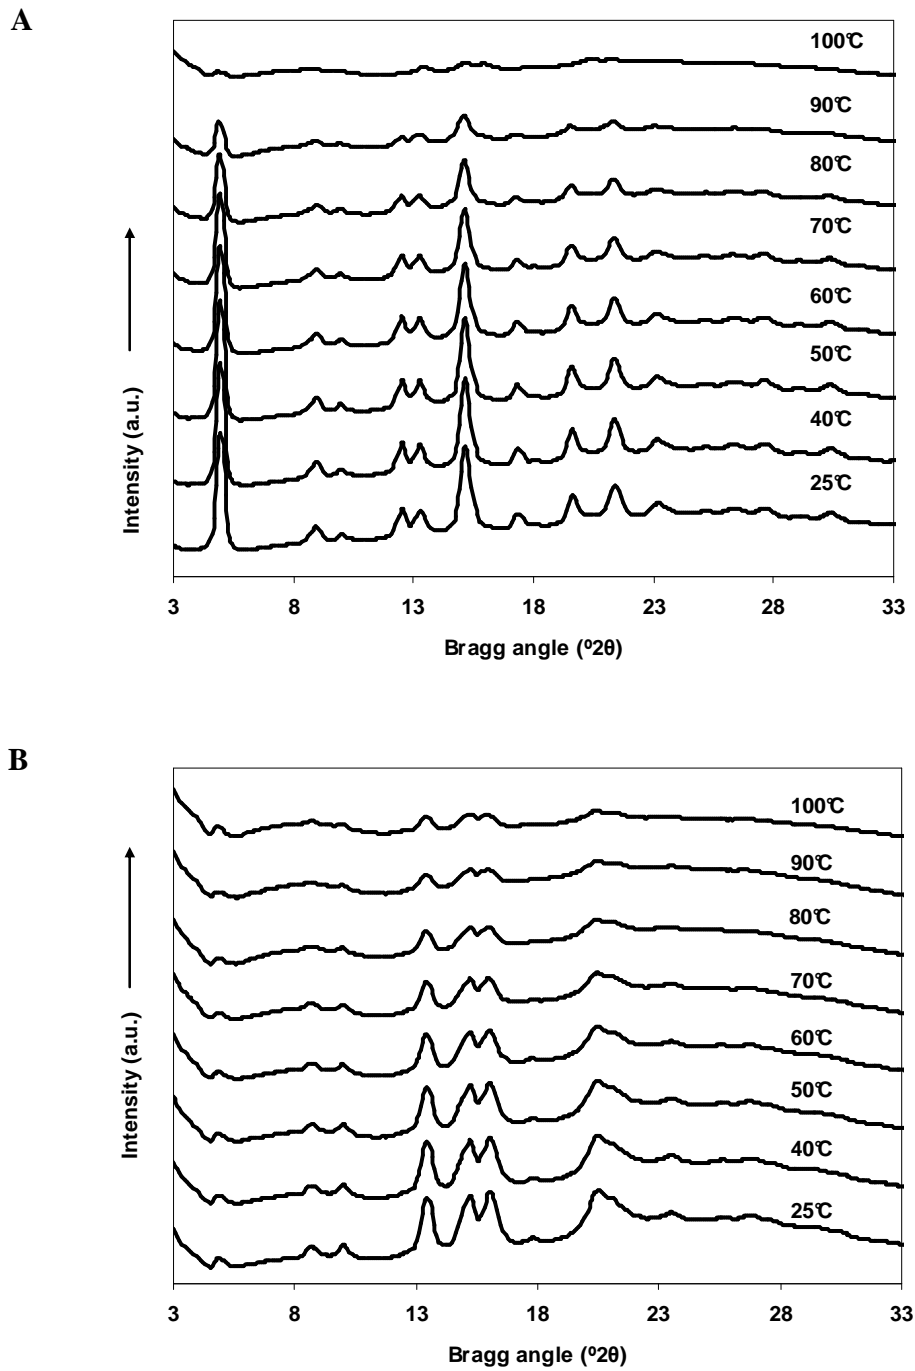 A
100°C
90°C
80°C
70°C
60°C
50°C
40°C
25°C
Intensity (a.u.)
3 8 13 18 23 28 33
Bragg angle (º2θ)
B
100°C
90°C
80°C
70°C
60°C
50°C
40°C
25°C
Intensity (a.u.)
3 8 13 18 23 28 33
Bragg angle (º2θ)